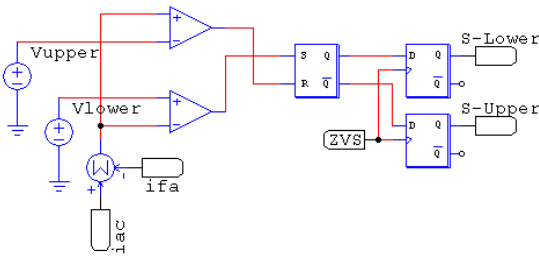 S-Lower
Vupper
S Q
D Q
R Q
Q
Vlower
S-Upper
D Q
ZVS
Q
Σ
+ -
ifa
iac